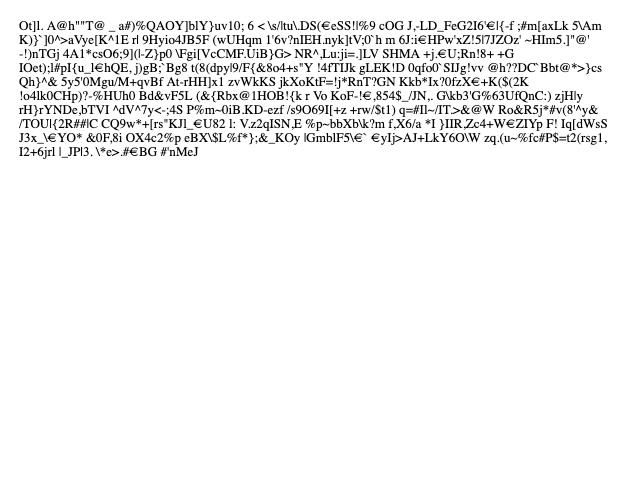 Ot]l. A@h""T@ _ a#)%QAOY]blY}uv10; 6 < \s/ltu\.DS(€eSS!|%9 cOG J,-LD_FeG2I6'€|{-f ;#m[axLk 5\Am
K)}`]0^>aVye[K^1E r| 9Hyio4JB5F (wUHqm 1'6v?nIEH.nyk]tV;0`h m 6J:i€HPw'xZ!5l7JZOz' ~HIm5.]"@'
-!)nTGj 4A1*csO6;9](l-Z}p0 \Fgi[VcCMF.UiB}G> NR^,Lu:ji=.]LV SHMA +j.€U;Rn!8+ +G
IOet);l#pI{u_l€hQE, j)gB;`Bg8 t(8(dpyl9/F{&8o4+s"Y !4fTIJk gLEK!D 0qfo0`SIJg!vv @h??DC`Bbt@*>}cs
Qh}^& 5y5'0Mgu/M+qvBf At-rHH]x1 zvWkKS jkXoKtF=!j*RnT?GN Kkb*Ix?0fzX€+K($(2K
!o4lk0CHp)?-%HUh0 Bd&vF5L (&{Rbx@1HOB!{k r Vo KoF-!€,854$_/JN,. G\kb3'G%63UfQnC:) zjHly
rH}rYNDe,bTVI ^dV^7y<-;4S P%m~0iB.KD-ezf /s9O69I[+z +rw/$t1) q=#Il~/IT.>&@W Ro&R5j*#v(8'^y&
/TOU|{2R##|C CQ9w*+[rs"KJl_€U82 l: V.z2qISN,E %p~bbXb\k?m f,X6/a *I }IIR,Zc4+W€ZIYp F! Iq[dWsS
J3x_\€YO* &0F,8i OX4c2%p eBX\$L%f*};&_KOy |GmblF5\€` €yIj>AJ+LkY6O\W zq.(u~%fc#P$=t2(rsg1,
I2+6jrl |_JP|3. \*e>.#€BG #'nMeJ